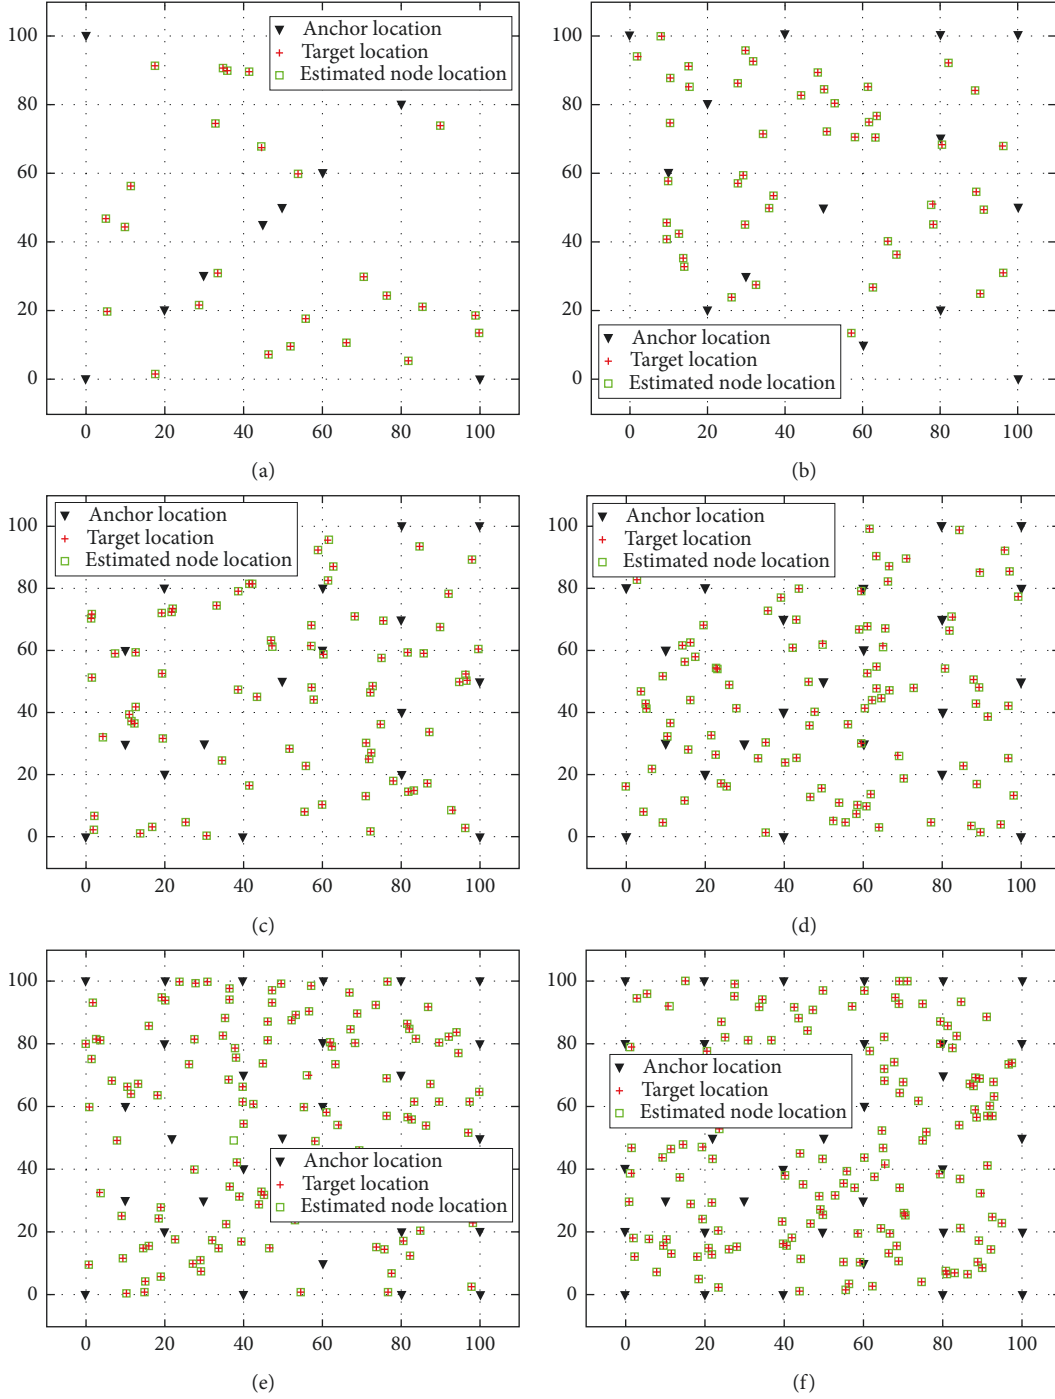 Anchor location
Target location
Estimated node location
100
80
60
40
20
0
0 20 40 60 80 100
(a)
100
80
60
40
20
0
Anchor location
Target location
Estimated node location
0 20 40 60 80 100
(b)
Anchor location
Target location
Estimated node location
100
80
60
40
20
0
0 20 40 60 80 100
(c)
Anchor location
Target location
Estimated node location
100
80
60
40
20
0
0 20 40 60 80 100
(d)
100
80
60
40
20
0
Anchor location
Target location
Estimated node location
0 20 40 60 80 100
(e)
100
80
60
40
20
0
Anchor location
Target location
Estimated node location
0 20 40 60 80 100
(f)